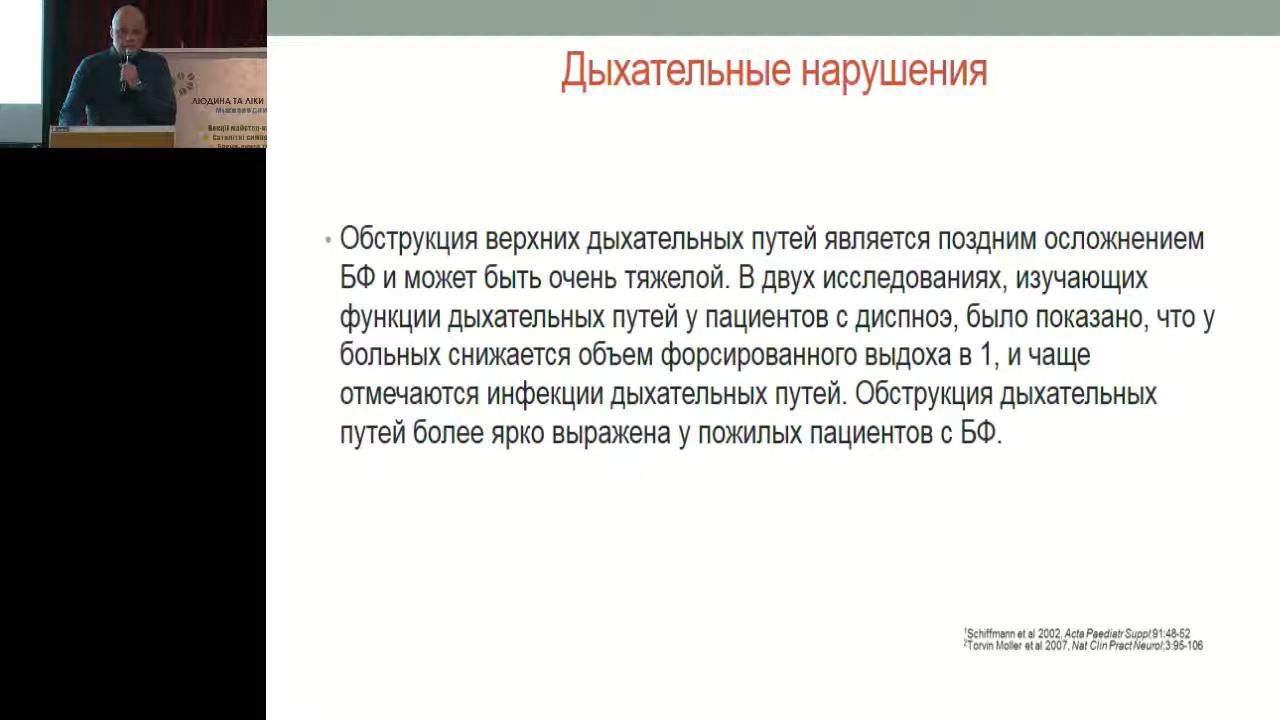 ЛЮДИНА ТА ЛІКИ
Дыхательные нарушения
• Обструкция верхних дыхательных путей является поздним осложнением
БФ и может быть очень тяжелой. В двух исследованиях, изучающих
функции дыхательных путей у пациентов с диспноэ, было показано, что у
больных снижается объем форсированного выдоха в 1, и чаще
отмечаются инфекции дыхательных путей. Обструкция дыхательных
путей более ярко выражена у пожилых пациентов с БФ.
¹Schiffmann et al 2002, Acta Paediatr Suppl;91:48-52
²Torvin Moller et al 2007, Nat Clin Pract Neurol;3:95-106